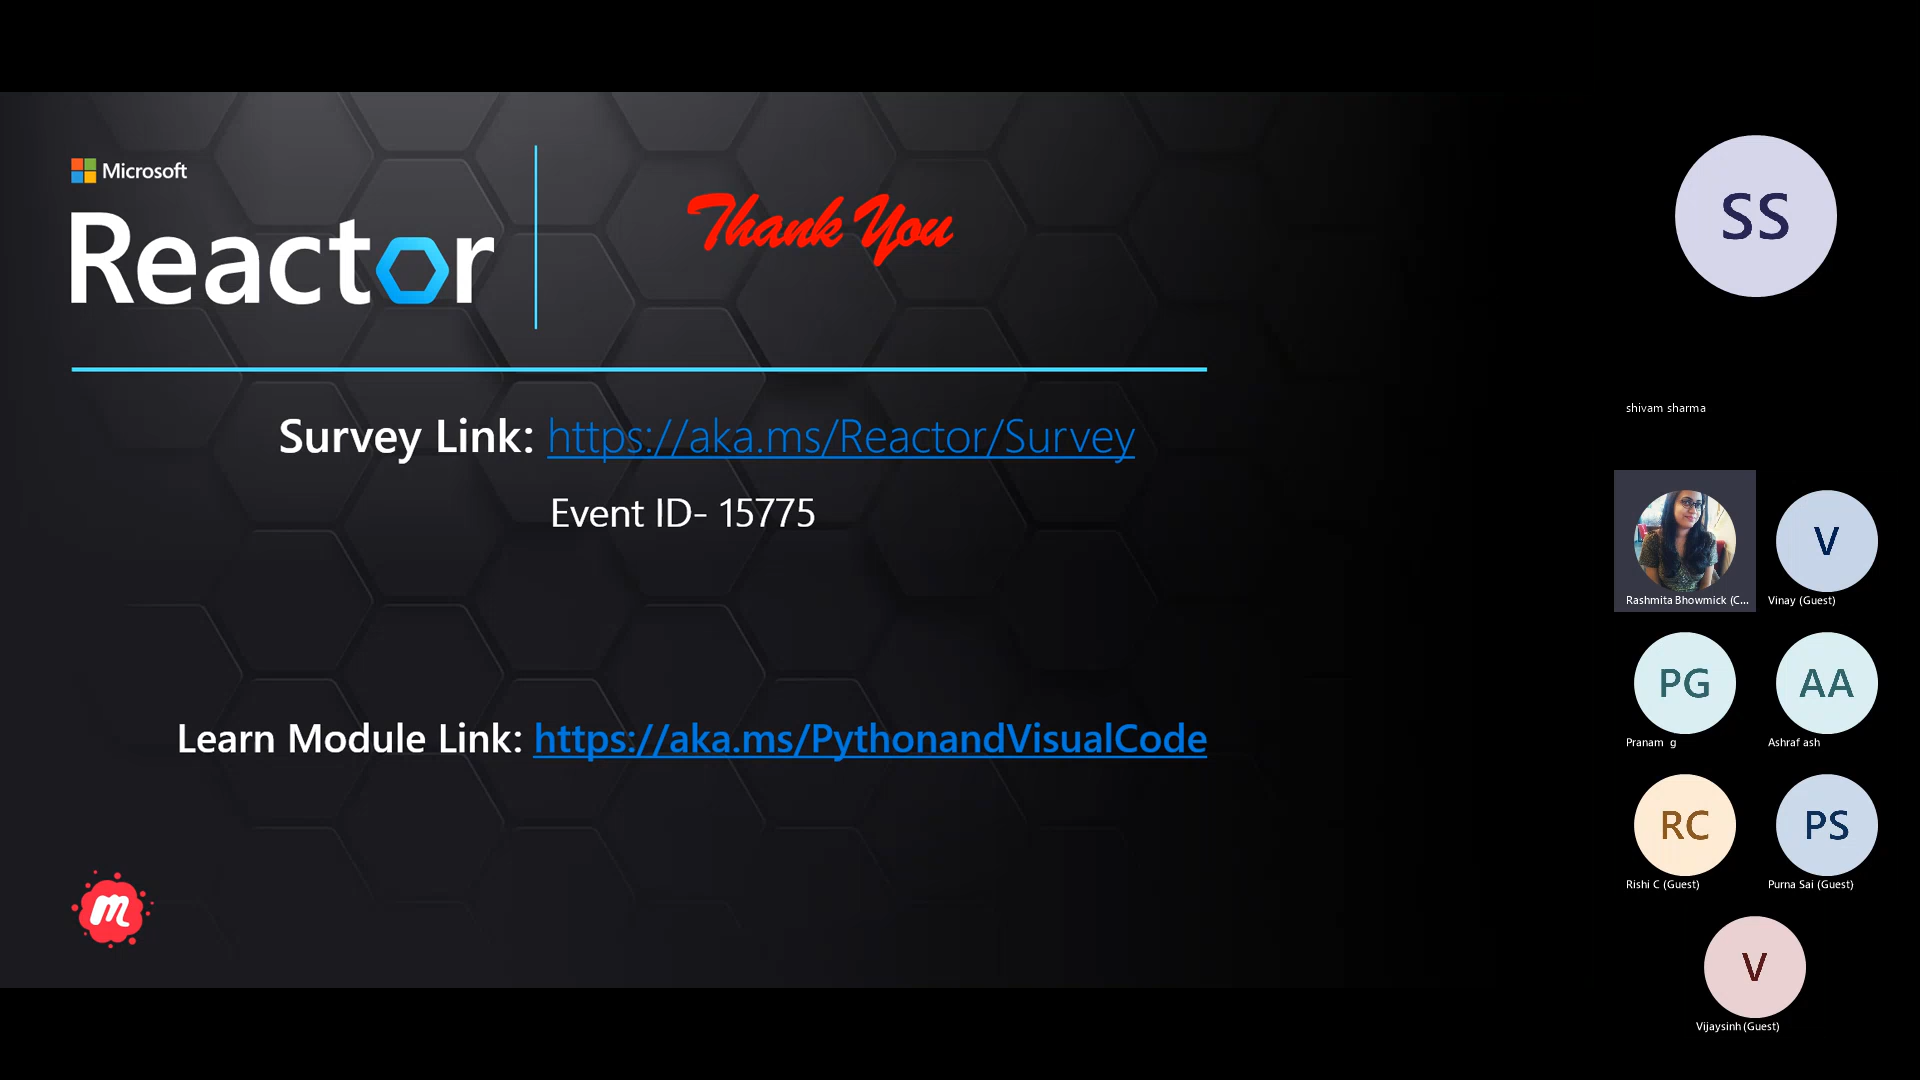 Microsoft
Reactor
Thank You
Survey Link: https://aka.ms/Reactor/Survey
Event ID- 15775
Learn Module Link: https://aka.ms/PythonandVisualCode
m
SS
shivam sharma
Rashmita Bhowmick (C...
V
Vinay (Guest)
PG
Pranam g
AA
Ashraf ash
RC
Rishi C (Guest)
PS
Purna Sai (Guest)
V
Vijaysinh (Guest)